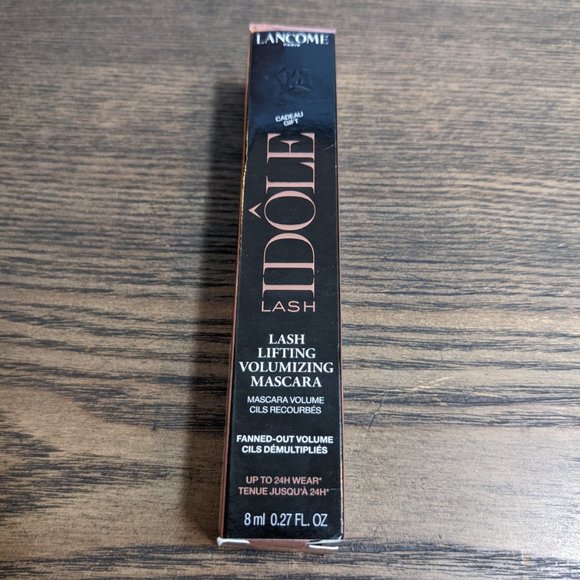 LANCÔME
PARIS
CADEAU
GIFT
IDÔLE
LASH
LASH
LIFTING
VOLUMIZING
MASCARA
MASCARA VOLUME
CILS RECOURBÉS
FANNED-OUT VOLUME
CILS DÉMULTIPLIÉS
UP TO 24H WEAR*
TENUE JUSQU'À 24H*
8 ml 0.27 FL. OZ